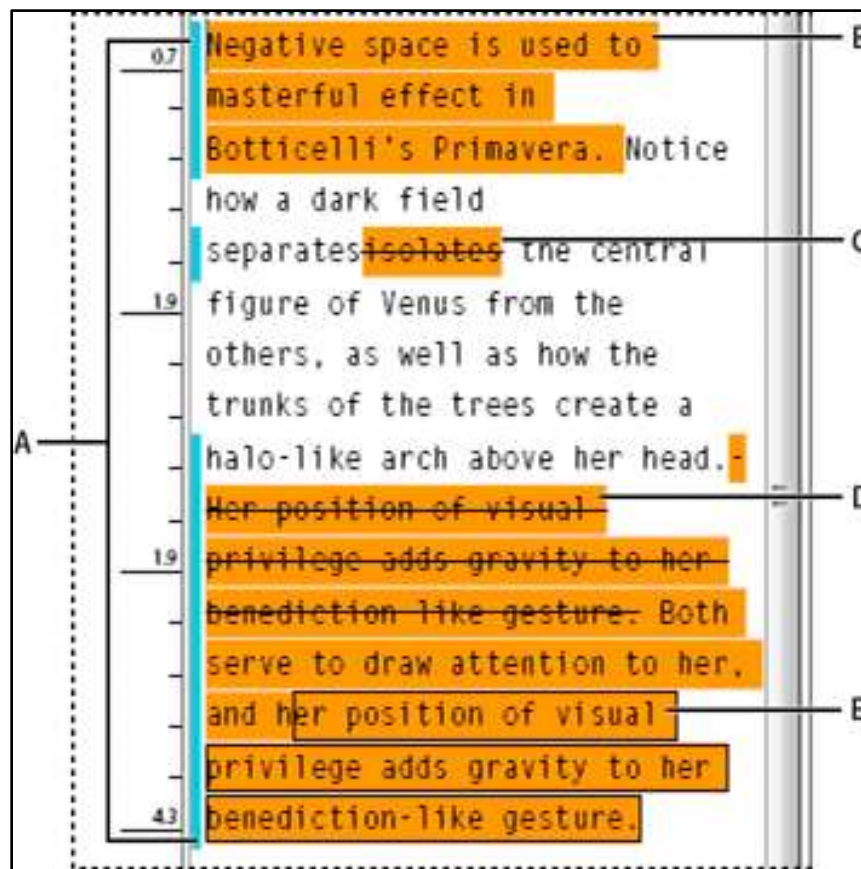 Negative space is used to B
0.7
masterful effect in
Botticelli's Primavera. Notice
how a dark field
separatesisolates the central C
1.9 figure of Venus from the
others, as well as how the
trunks of the trees create a
A
halo-like arch above her head.-
Her position of visual D
1.9 privilege adds gravity to her
benediction like gesture. Both
serve to draw attention to her,
and her position of visual
privilege adds gravity to her
4.3 benediction-like gesture.